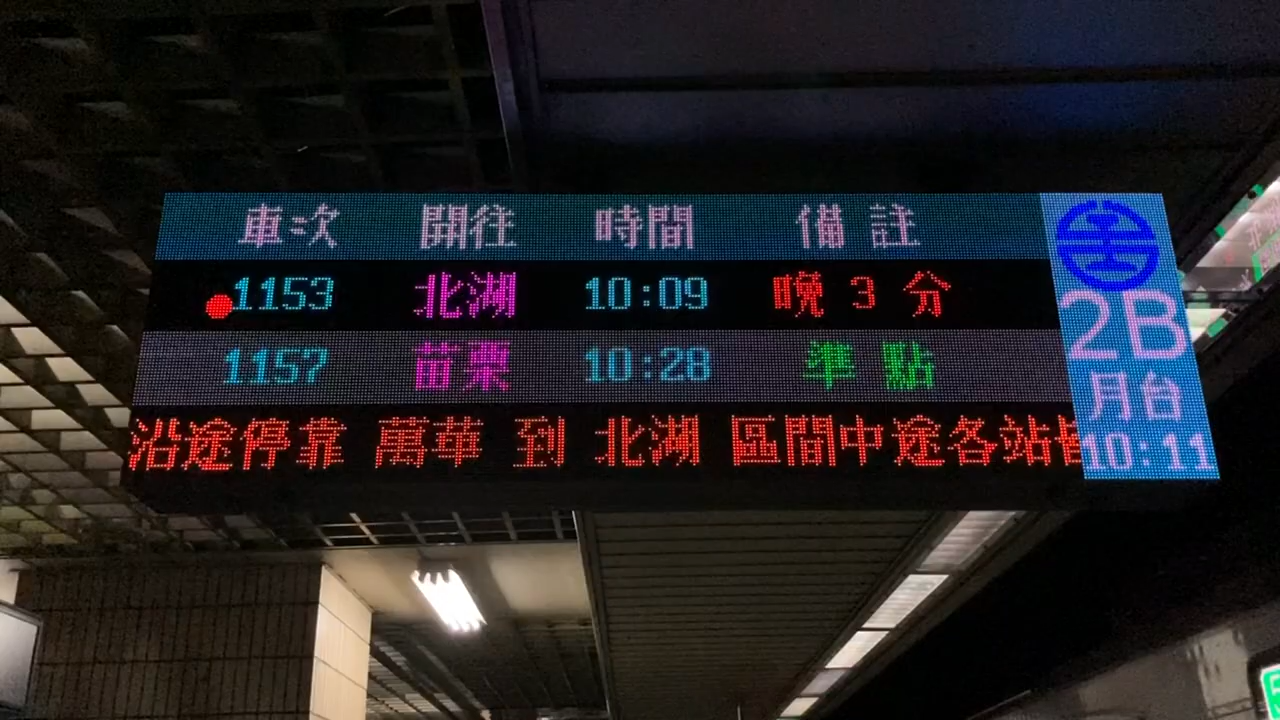 車次 開往 時間 備註
1153 北湖 10:09 晚 3 分
1157 苗栗 10:28 準 點
沿途停靠 萬華 到 北湖 區間中途各站皆
2B
月台
10:11